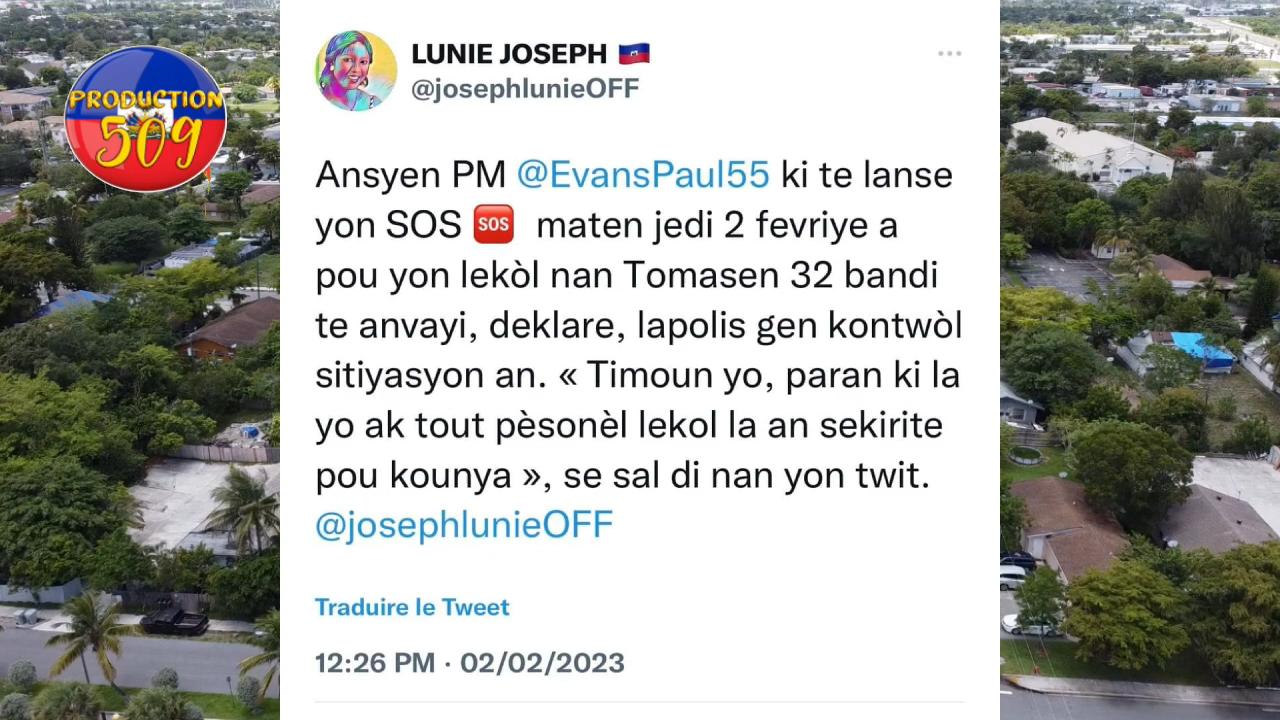 PRODUCTION
509
LUNIE JOSEPH 🇭🇹
@josephlunieOFF
Ansyen PM @EvansPaul55 ki te lanse
yon SOS 🆘 maten jedi 2 fevriye a
pou yon lekòl nan Tomasen 32 bandi
te anvayi, deklare, lapolis gen kontwòl
sitiyasyon an. « Timoun yo, paran ki la
yo ak tout pèsonèl lekol la an sekirite
pou kounya », se sal di nan yon twit.
@josephlunieOFF
Traduire le Tweet
12:26 PM · 02/02/2023